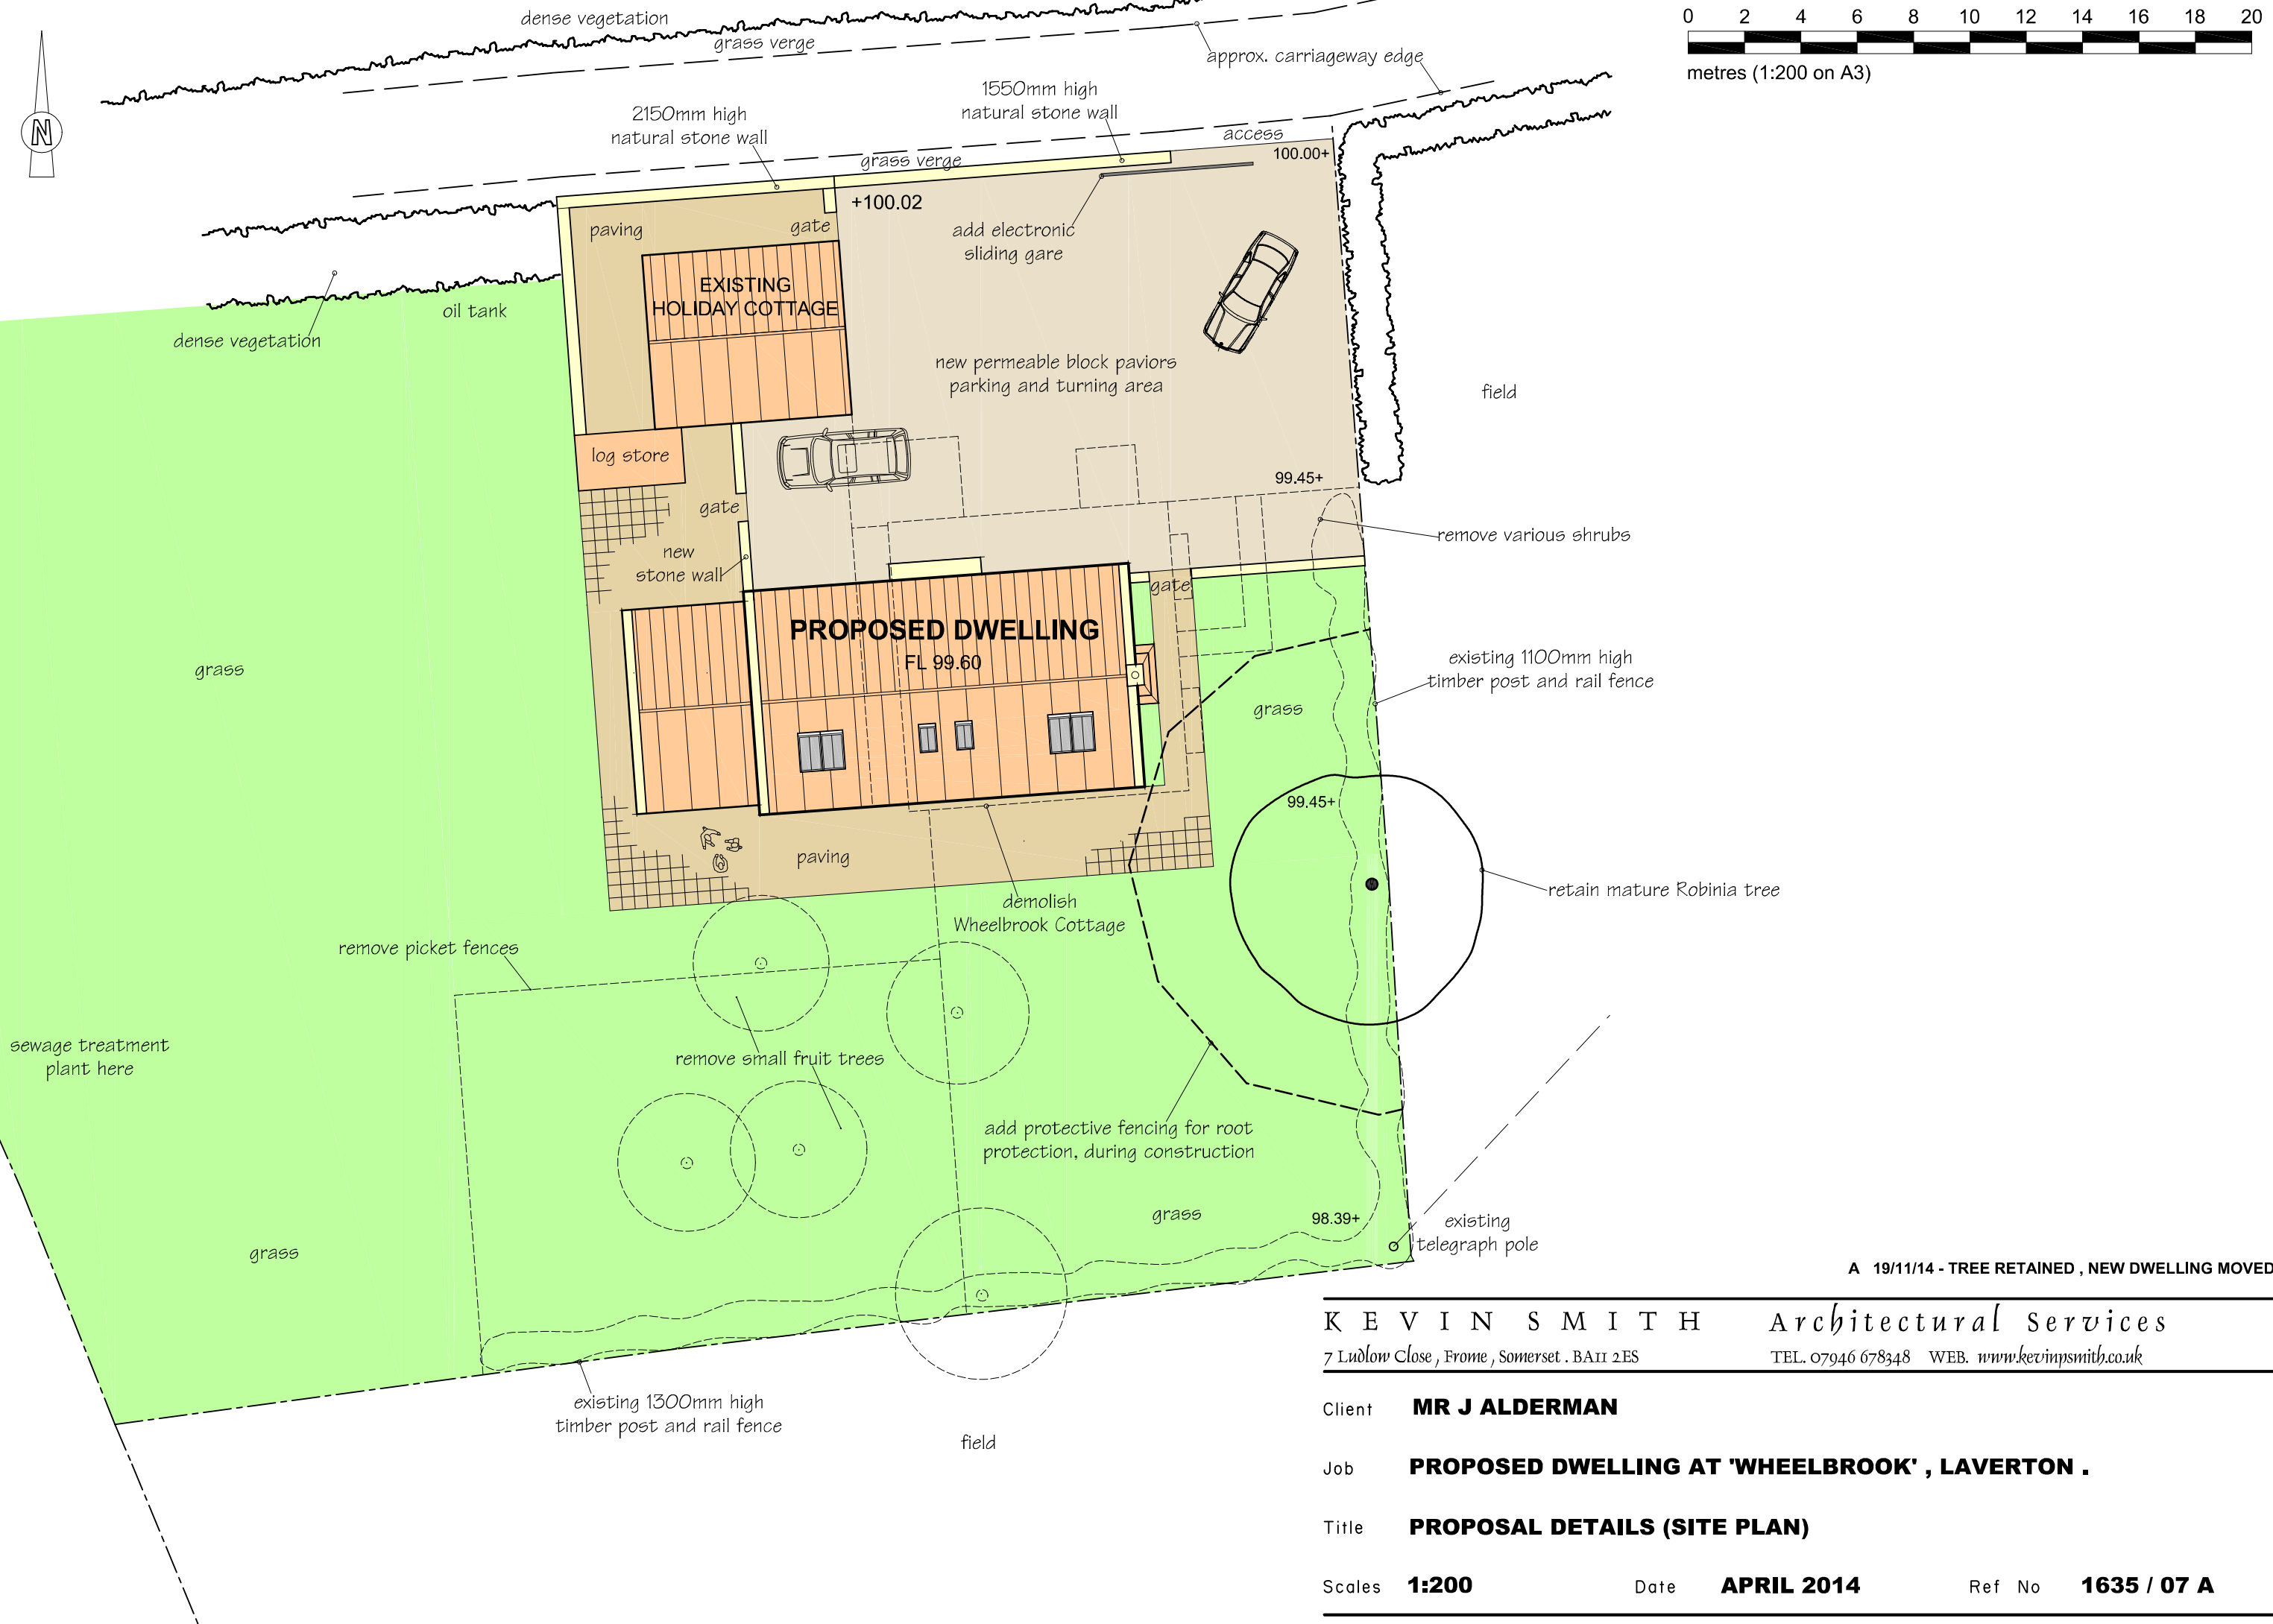 dense vegetation
grass verge
approx. carriageway edge
0 2 4 6 8 10 12 14 16 18 20
metres (1:200 on A3)
N
2150mm high
natural stone wall
1550mm high
natural stone wall
grass verge
access
100.00+
+100.02
paving
gate
add electronic
sliding gare
EXISTING
HOLIDAY COTTAGE
oil tank
dense vegetation
new permeable block paviors
parking and turning area
field
log store
99.45+
gate
remove various shrubs
new
stone wall
gate
PROPOSED DWELLING
FL 99.60
grass
existing 1100mm high
timber post and rail fence
grass
99.45+
paving
retain mature Robinia tree
demolish
Wheelbrook Cottage
remove picket fences
sewage treatment
plant here
remove small fruit trees
add protective fencing for root
protection, during construction
grass
98.39+
existing
telegraph pole
grass
A 19/11/14 - TREE RETAINED , NEW DWELLING MOVED
KEVIN SMITH Architectural Services
7 Ludlow Close , Frome , Somerset . BA11 2ES TEL. 07946 678348 WEB. www.kevinpsmith.co.uk
existing 1300mm high
timber post and rail fence
field
Client MR J ALDERMAN
Job PROPOSED DWELLING AT 'WHEELBROOK' , LAVERTON .
Title PROPOSAL DETAILS (SITE PLAN)
Scales 1:200 Date APRIL 2014 Ref No 1635 / 07 A